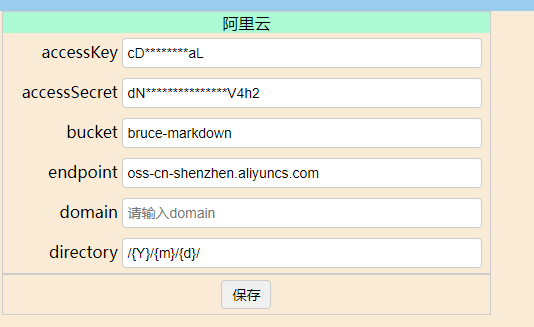 阿里云
accessKey cD********aL
accessSecret dN***************V4h2
bucket bruce-markdown
endpoint oss-cn-shenzhen.aliyuncs.com
domain 请输入domain
directory /{Y}/{m}/{d}/
保存